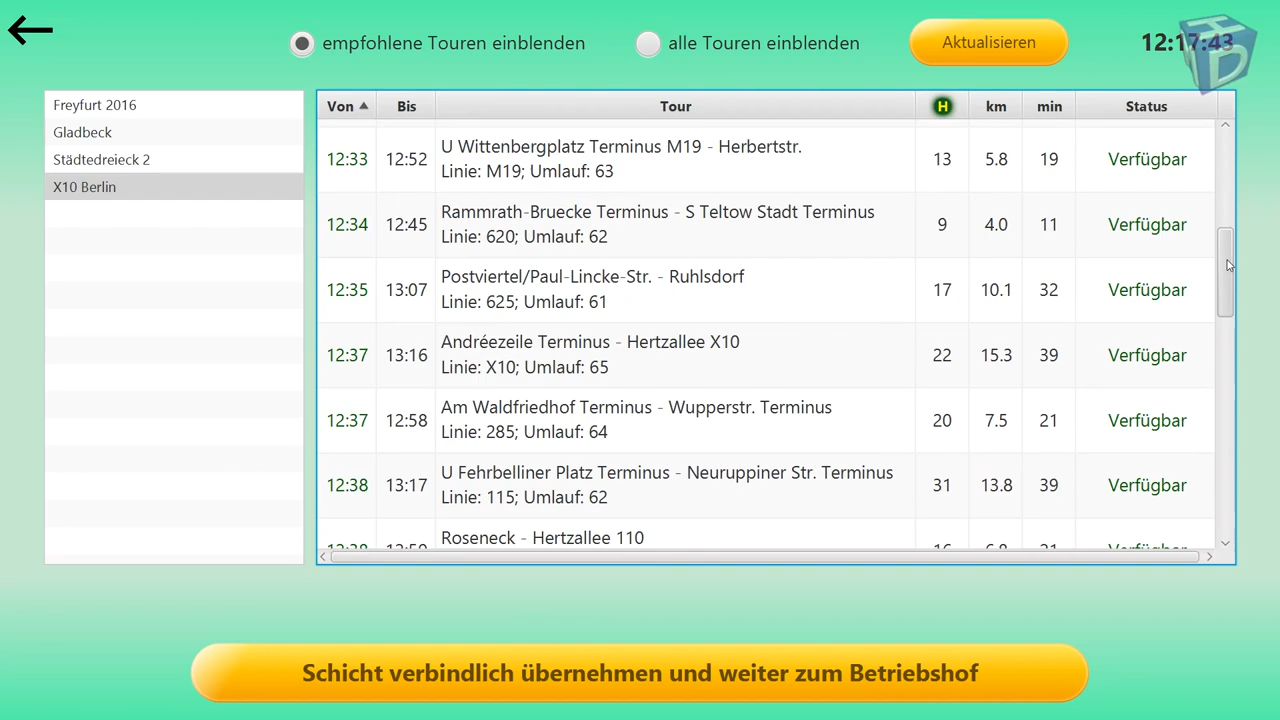 empfohlene Touren einblenden
alle Touren einblenden
Aktualisieren
12:17:43
Freyfurt 2016
Gladbeck
Städtedreieck 2
X10 Berlin
Von Bis Tour H km min Status
12:33 12:52 U Wittenbergplatz Terminus M19 - Herbertstr. 13 5.8 19 Verfügbar
Linie: M19; Umlauf: 63
12:34 12:45 Rammrath-Bruecke Terminus - S Teltow Stadt Terminus 9 4.0 11 Verfügbar
Linie: 620; Umlauf: 62
12:35 13:07 Postviertel/Paul-Lincke-Str. - Ruhlsdorf 17 10.1 32 Verfügbar
Linie: 625; Umlauf: 61
12:37 13:16 Andréezeile Terminus - Hertzallee X10 22 15.3 39 Verfügbar
Linie: X10; Umlauf: 65
12:37 12:58 Am Waldfriedhof Terminus - Wupperstr. Terminus 20 7.5 21 Verfügbar
Linie: 285; Umlauf: 64
12:38 13:17 U Fehrbelliner Platz Terminus - Neuruppiner Str. Terminus 31 13.8 39 Verfügbar
Linie: 115; Umlauf: 62
Roseneck - Hertzallee 110
Schicht verbindlich übernehmen und weiter zum Betriebshof